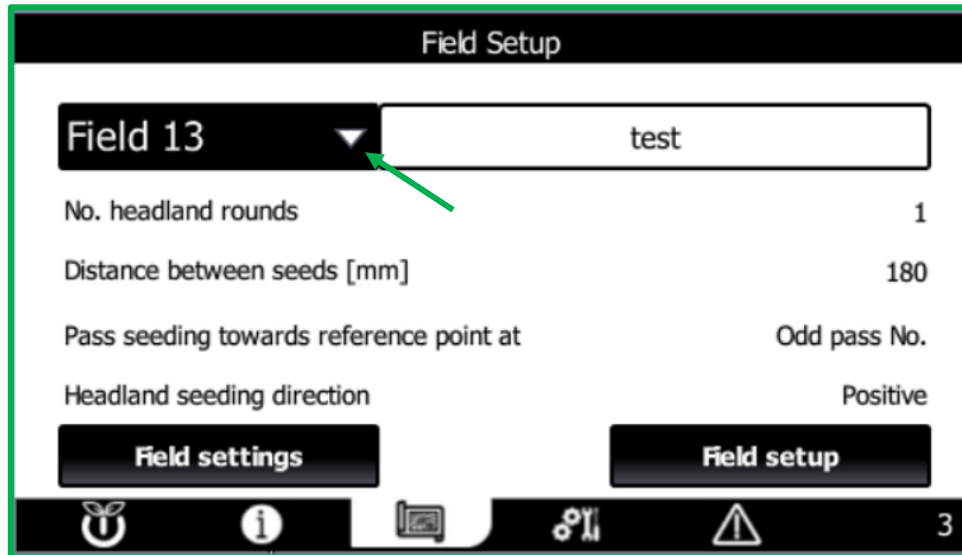 Field Setup
Field 13 test
No. headland rounds 1
Distance between seeds [mm] 180
Pass seeding towards reference point at Odd pass No.
Headland seeding direction Positive
Field settings Field setup
3